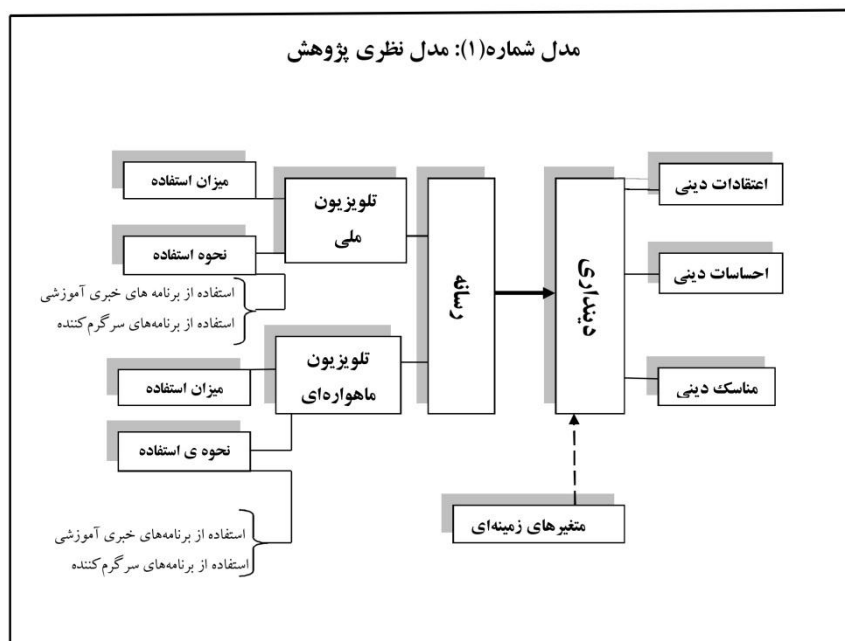 مدل شماره(۱): مدل نظری پژوهش
اعتقادات دینی
احساسات دینی
مناسک دینی
دینداری
متغیرهای زمینه‌ای
رسانه
تلویزیون
ملی
میزان استفاده
نحوه استفاده
استفاده از برنامه های خبری آموزشی
استفاده از برنامه‌های سرگرم‌کننده
تلویزیون
ماهواره‌ای
میزان استفاده
نحوه ی استفاده
استفاده از برنامه‌های خبری آموزشی
استفاده از برنامه‌های سرگرم‌کننده